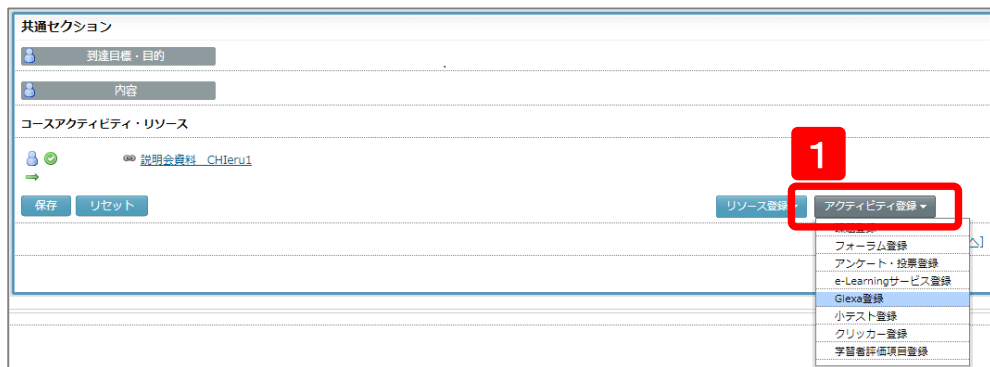 共通セクション
到達目標・目的
内容
コースアクティビティ・リソース
説明会資料 CHIeru1
1
保存 リセット リソース登録 アクティビティ登録
フォーラム登録
へ]
アンケート・投票登録
e-Learningサービス登録
Glexa登録
小テスト登録
クリッカー登録
学習者評価項目登録